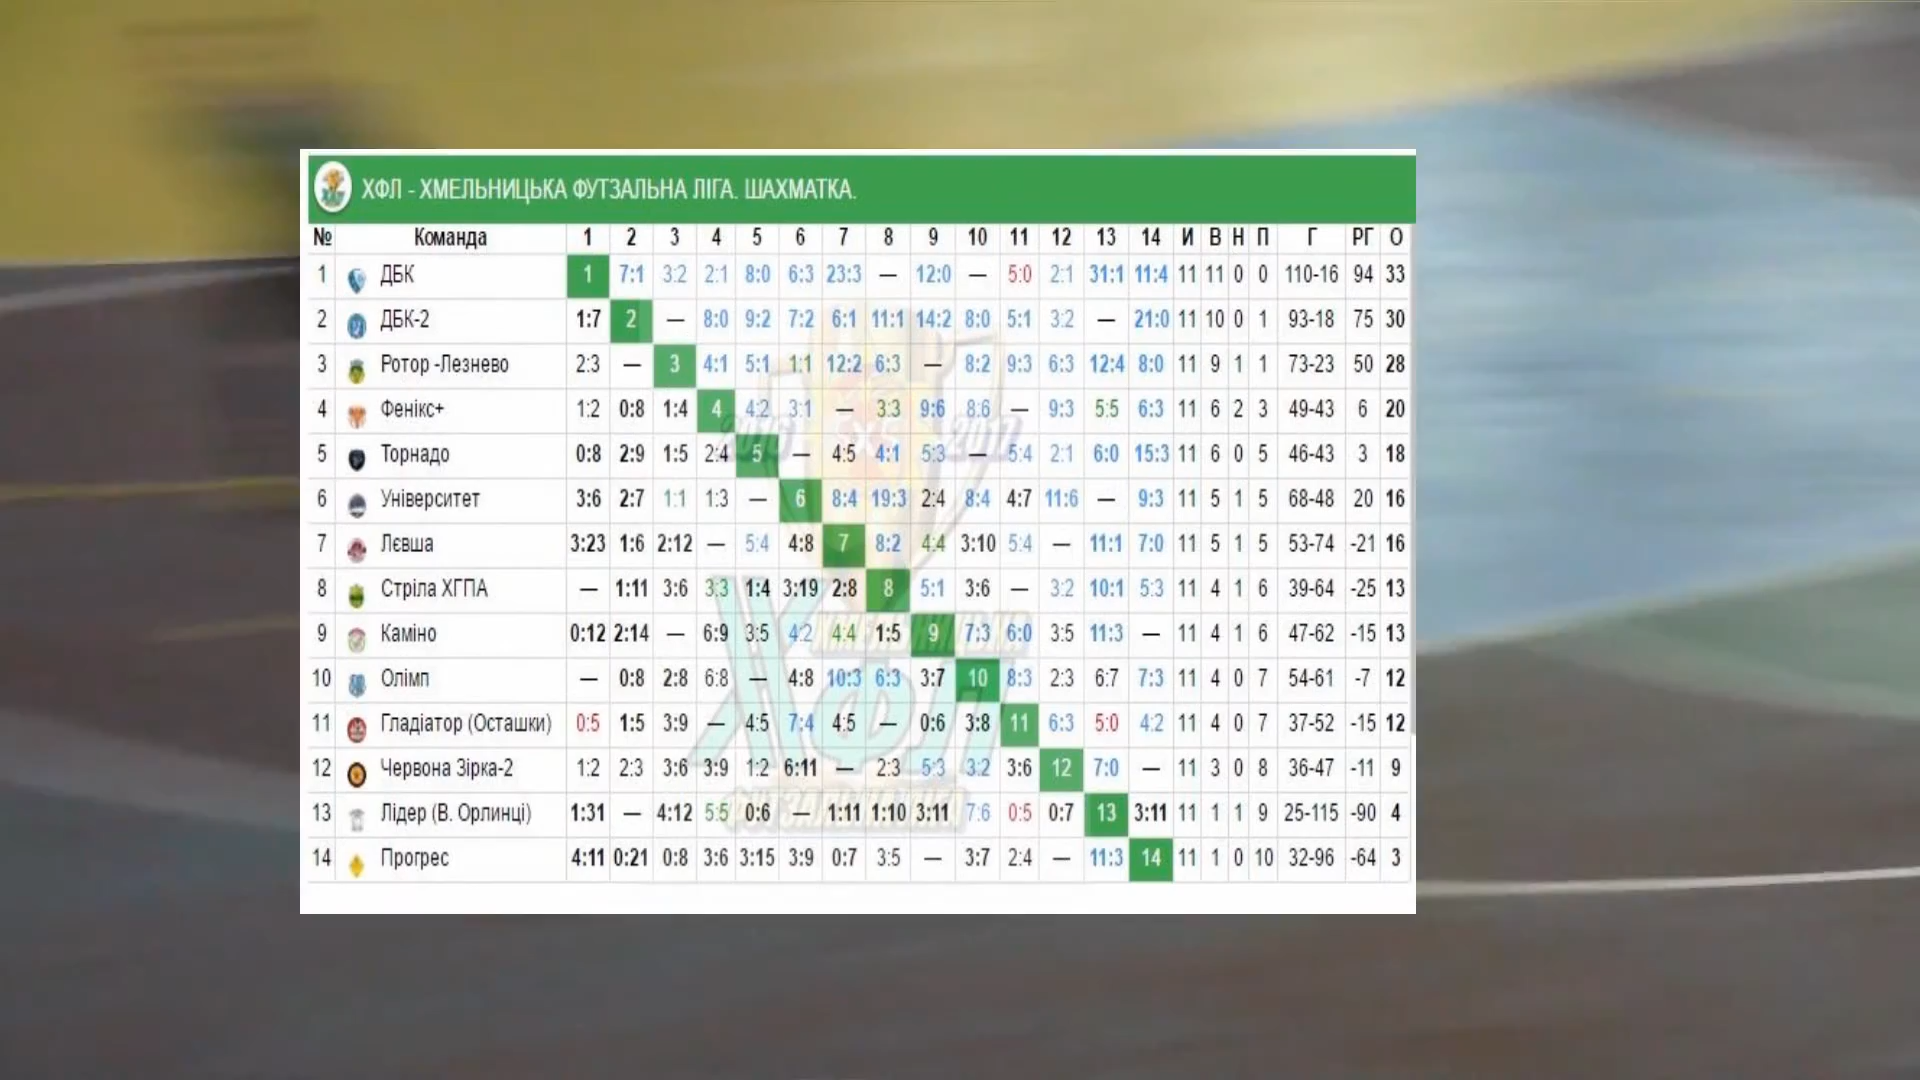 ХФЛ - ХМЕЛЬНИЦЬКА ФУТЗАЛЬНА ЛІГА. ШАХМАТКА.
№ Команда 1 2 3 4 5 6 7 8 9 10 11 12 13 14 И В Н П Г РГ О
1 ДБК 1 7:1 3:2 2:1 8:0 6:3 23:3 — 12:0 — 5:0 2:1 31:1 11:4 11 11 0 0 110-16 94 33
2 ДБК-2 1:7 2 — 8:0 9:2 7:2 6:1 11:1 14:2 8:0 5:1 3:2 — 21:0 11 10 0 1 93-18 75 30
3 Ротор -Лезнево 2:3 — 3 4:1 5:1 1:1 12:2 6:3 — 8:2 9:3 6:3 12:4 8:0 11 9 1 1 73-23 50 28
4 Фенікс+ 1:2 0:8 1:4 4 4:2 3:1 — 3:3 9:6 8:6 — 9:3 5:5 6:3 11 6 2 3 49-43 6 20
5 Торнадо 0:8 2:9 1:5 2:4 5 — 4:5 4:1 5:3 — 5:4 2:1 6:0 15:3 11 6 0 5 46-43 3 18
6 Університет 3:6 2:7 1:1 1:3 — 6 8:4 19:3 2:4 8:4 4:7 11:6 — 9:3 11 5 1 5 68-48 20 16
7 Лєвша 3:23 1:6 2:12 — 5:4 4:8 7 8:2 4:4 3:10 5:4 — 11:1 7:0 11 5 1 5 53-74 -21 16
8 Стріла ХГПА — 1:11 3:6 3:3 1:4 3:19 2:8 8 5:1 3:6 — 3:2 10:1 5:3 11 4 1 6 39-64 -25 13
9 Каміно 0:12 2:14 — 6:9 3:5 4:2 4:4 1:5 9 7:3 6:0 3:5 11:3 — 11 4 1 6 47-62 -15 13
10 Олімп — 0:8 2:8 6:8 — 4:8 10:3 6:3 3:7 10 8:3 2:3 6:7 7:3 11 4 0 7 54-61 -7 12
11 Гладіатор (Осташки) 0:5 1:5 3:9 — 4:5 7:4 4:5 — 0:6 3:8 11 6:3 5:0 4:2 11 4 0 7 37-52 -15 12
12 Червона Зірка-2 1:2 2:3 3:6 3:9 1:2 6:11 — 2:3 5:3 3:2 3:6 12 7:0 — 11 3 0 8 36-47 -11 9
13 Лідер (В. Орлинці) 1:31 — 4:12 5:5 0:6 — 1:11 1:10 3:11 7:6 0:5 0:7 13 3:11 11 1 1 9 25-115 -90 4
14 Прогрес 4:11 0:21 0:8 3:6 3:15 3:9 0:7 3:5 — 3:7 2:4 — 11:3 14 11 1 0 10 32-96 -64 3